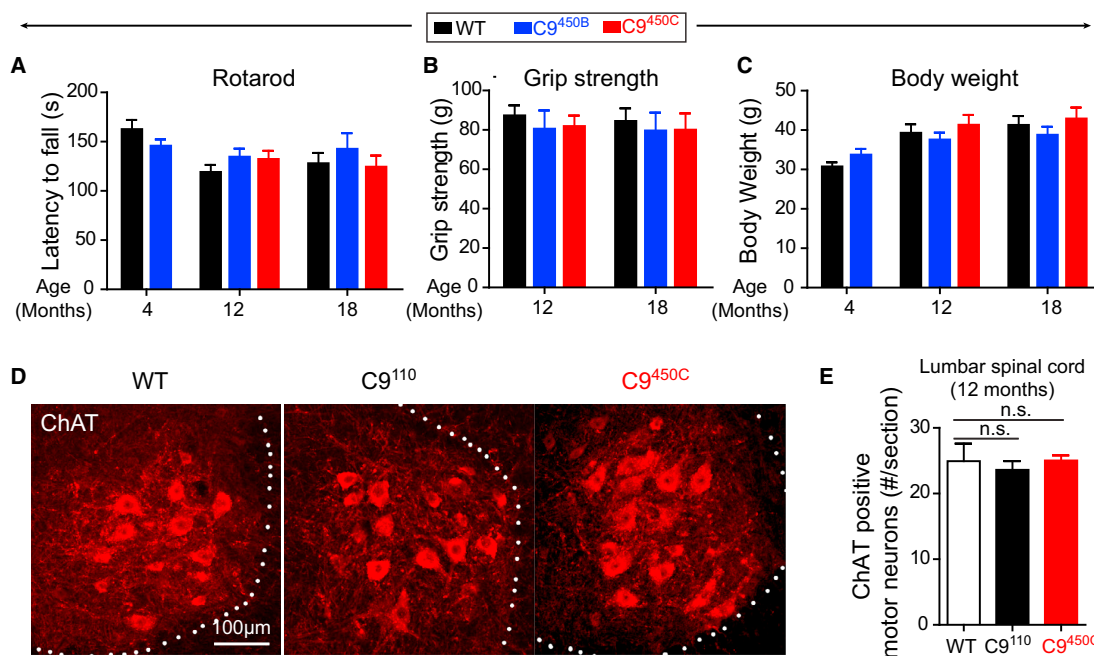 WT C9450B C9450C
A
Rotarod
Latency to fall (s)
200
150
100
50
0
Age
(Months)
4 12 18
B
Grip strength
Grip strength (g)
100
80
60
40
20
0
Age
(Months)
12 18
C
Body weight
Body Weight (g)
50
40
30
20
10
0
Age
(Months)
4 12 18
D
WT C9110 C9450C
ChAT
100μm
E
Lumbar spinal cord
(12 months)
n.s.
n.s.
ChAT positive
motor neurons (#/section)
30
20
10
0
WT C9110 C9450C